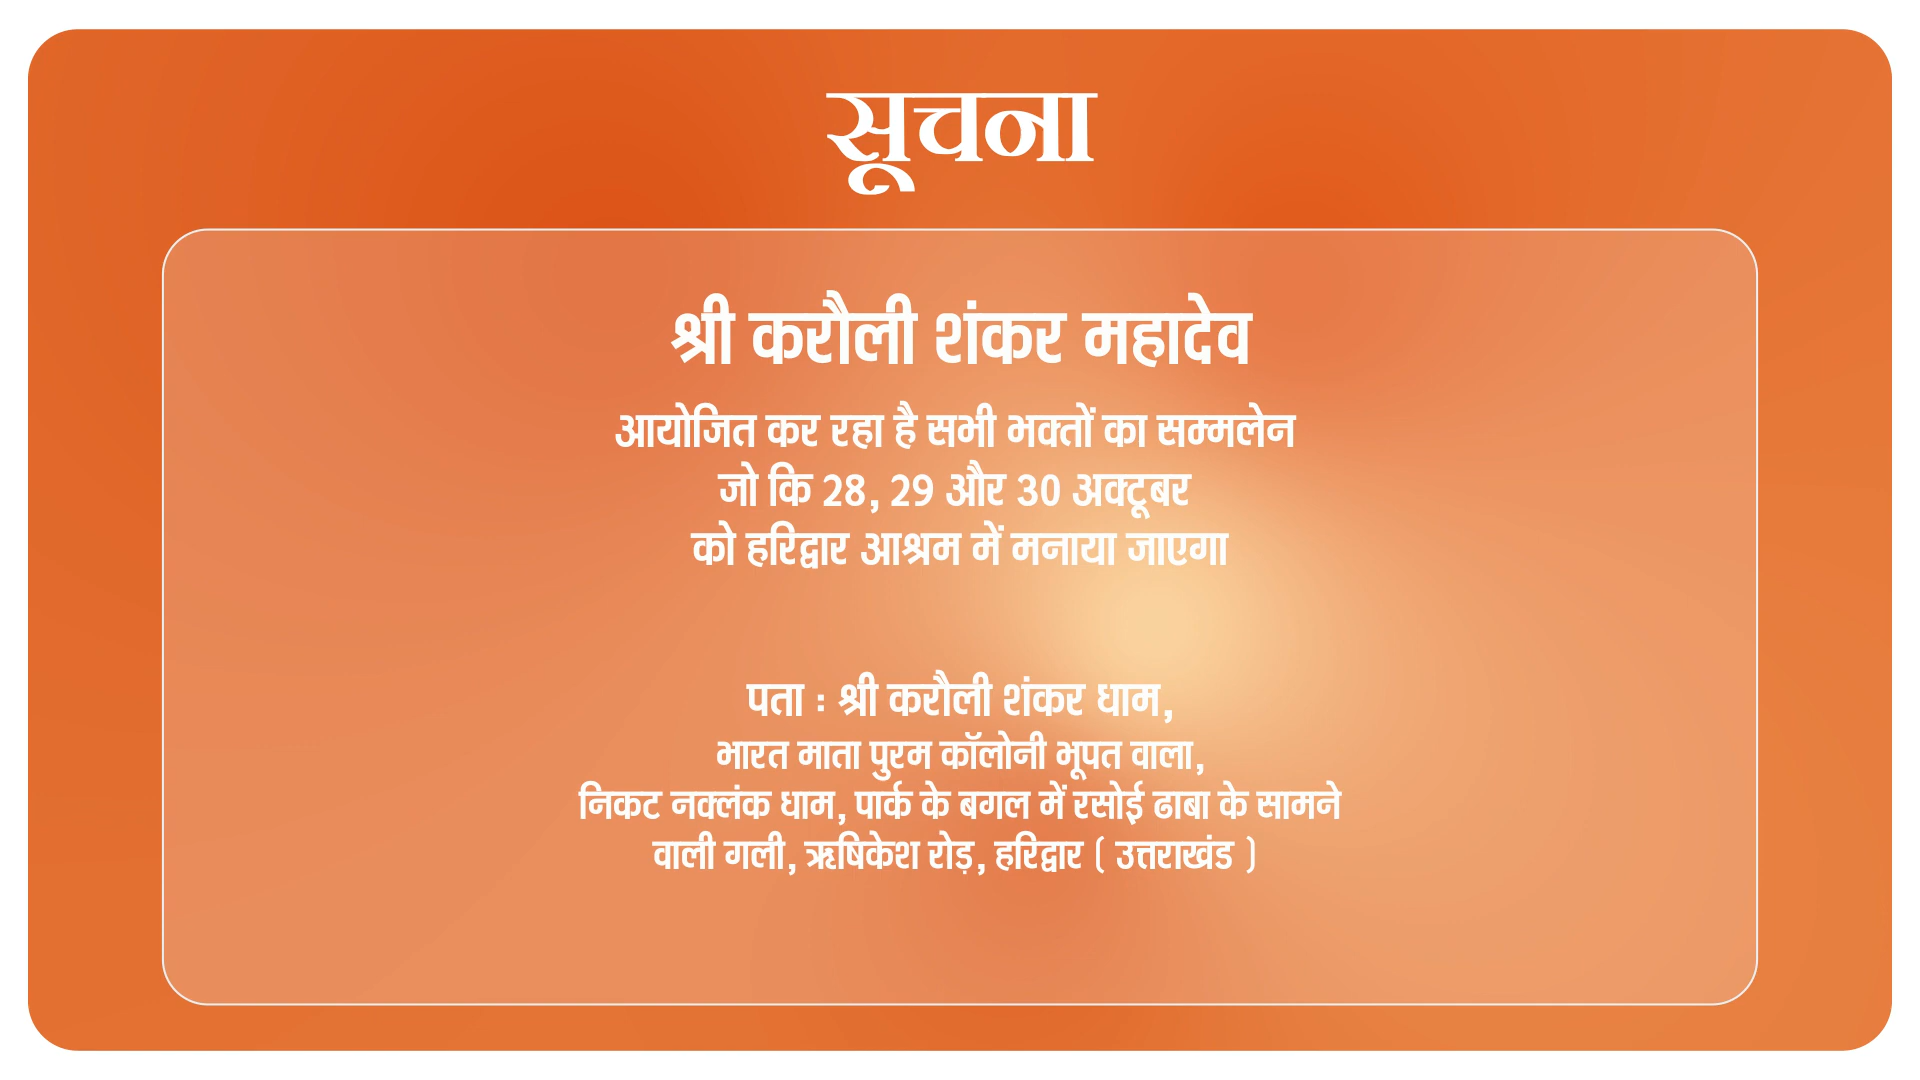 सूचना
श्री करौली शंकर महादेव
आयोजित कर रहा है सभी भक्तों का सम्मलेन
जो कि 28, 29 और 30 अक्टूबर
को हरिद्वार आश्रम में मनाया जाएगा
पता : श्री करौली शंकर धाम,
भारत माता पुरम कॉलोनी भूपत वाला,
निकट नक्लंक धाम, पार्क के बगल में रसोई ढाबा के सामने
वाली गली, ऋषिकेश रोड़, हरिद्वार ( उत्तराखंड )